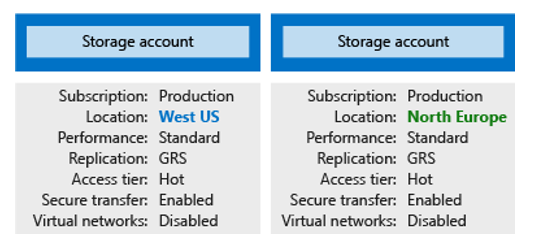 Storage account
Subscription: Production
Location: West US
Performance: Standard
Replication: GRS
Access tier: Hot
Secure transfer: Enabled
Virtual networks: Disabled
Storage account
Subscription: Production
Location: North Europe
Performance: Standard
Replication: GRS
Access tier: Hot
Secure transfer: Enabled
Virtual networks: Disabled